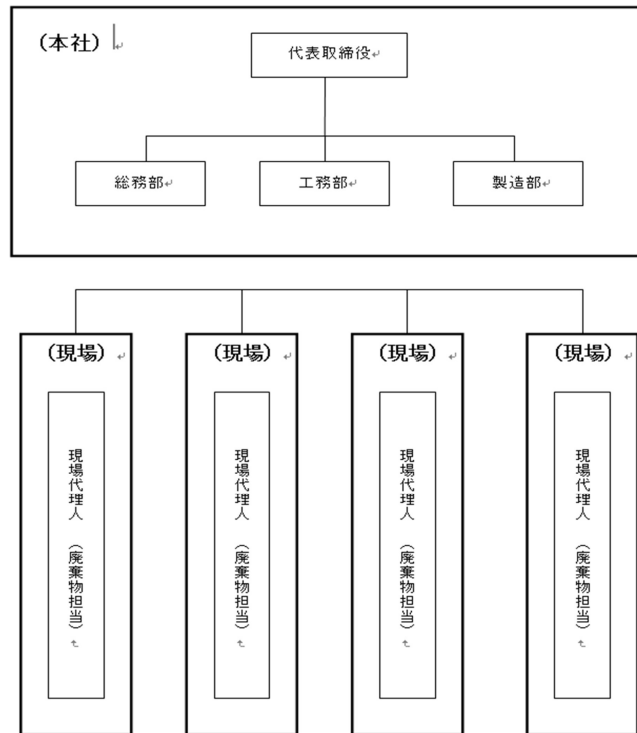 (本社)
代表取締役
総務部
工務部
製造部
(現場)
(現場)
(現場)
(現場)
現場代理人 (廃棄物担当)
現場代理人 (廃棄物担当)
現場代理人 (廃棄物担当)
現場代理人 (廃棄物担当)